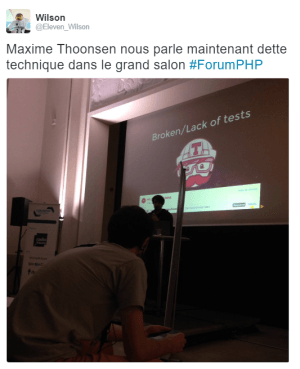 Wilson
@Eleven_Wilson
Maxime Thoonsen nous parle maintenant dette
technique dans le grand salon #ForumPHP
Broken/Lack of tests
T